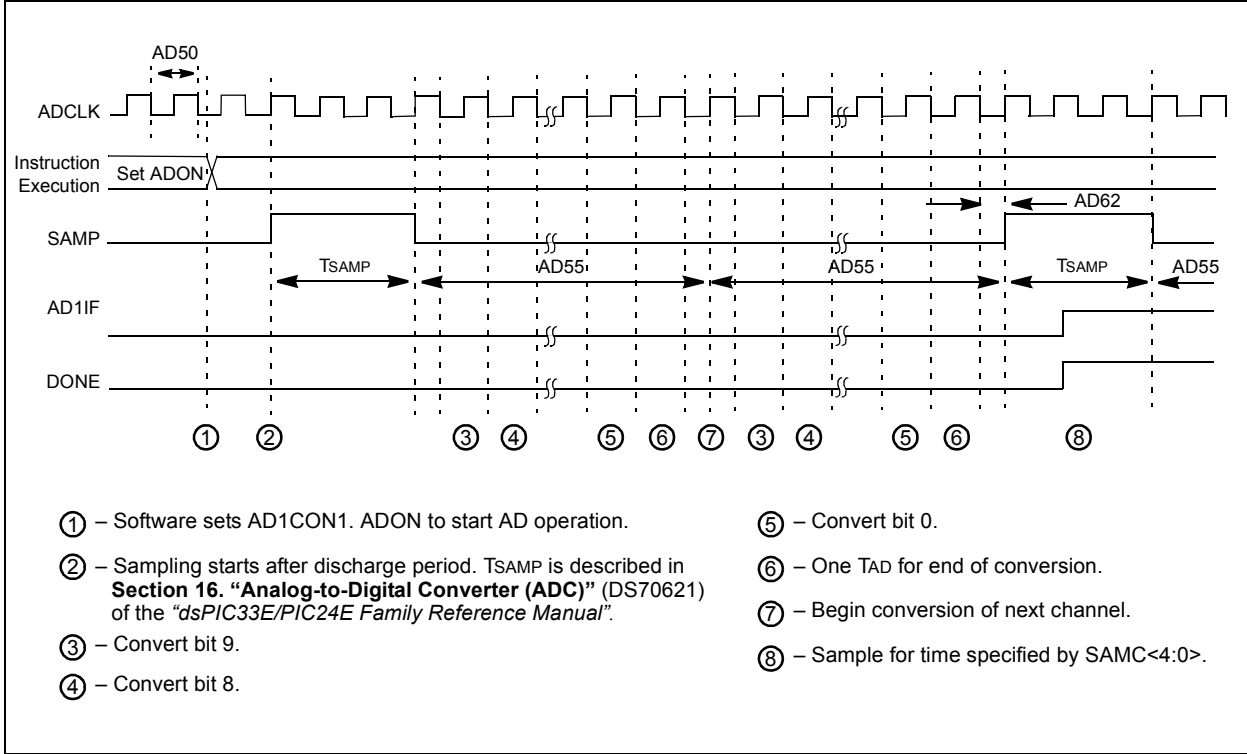 AD50
ADCLK
Instruction
Execution
Set ADON
AD62
SAMP
TSAMP
AD55
AD55
TSAMP
AD55
AD1IF
DONE
1 2 3 4 5 6 7 3 4 5 6 8
1 – Software sets AD1CON1. ADON to start AD operation.
2 – Sampling starts after discharge period. TSAMP is described in
Section 16. “Analog-to-Digital Converter (ADC)” (DS70621)
of the “dsPIC33E/PIC24E Family Reference Manual”.
3 – Convert bit 9.
4 – Convert bit 8.
5 – Convert bit 0.
6 – One TAD for end of conversion.
7 – Begin conversion of next channel.
8 – Sample for time specified by SAMC<4:0>.